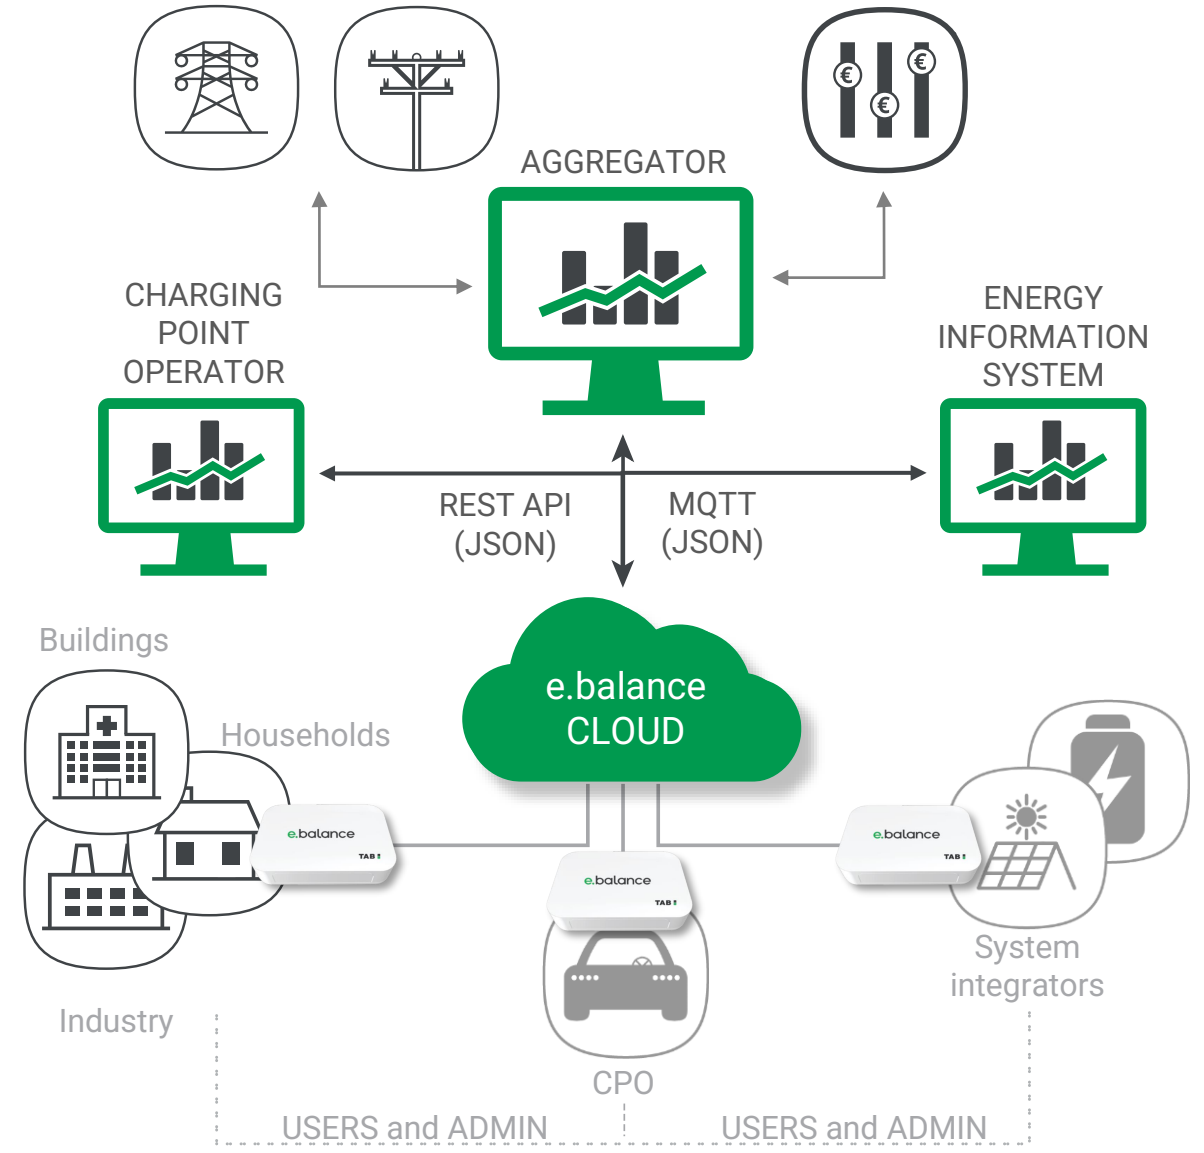 AGGREGATOR
€
€
€
CHARGING
POINT
OPERATOR
ENERGY
INFORMATION
SYSTEM
REST API
(JSON)
MQTT
(JSON)
e.balance
CLOUD
Buildings
Households
Industry
e.balance
TAB
e.balance
TAB
e.balance
TAB
System
integrators
CPO
USERS and ADMIN
USERS and ADMIN